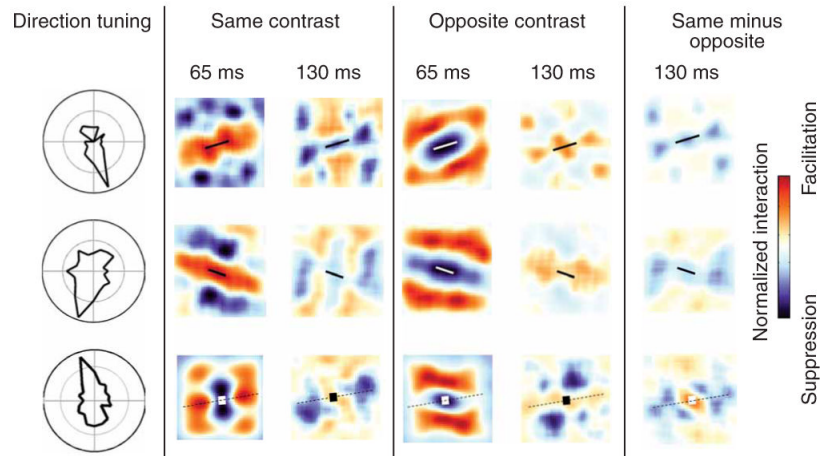 Direction tuning
Same contrast
Opposite contrast
Same minus
opposite
65 ms
130 ms
65 ms
130 ms
130 ms
Normalized interaction
Facilitation
Suppression